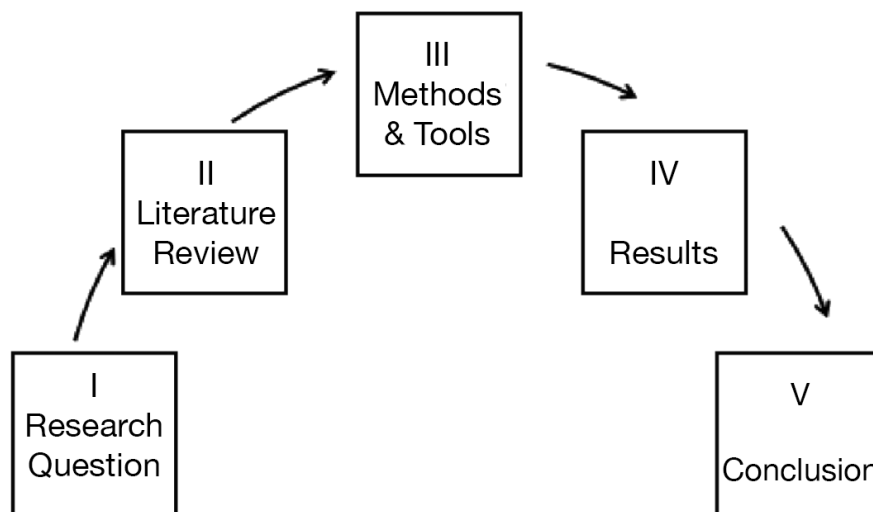 I
Research
Question
II
Literature
Review
III
Methods
& Tools
IV
Results
V
Conclusion